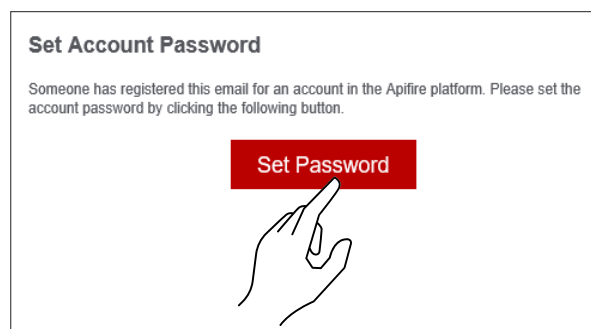 Set Account Password
Someone has registered this email for an account in the Apifire platform. Please set the
account password by clicking the following button.
Set Password